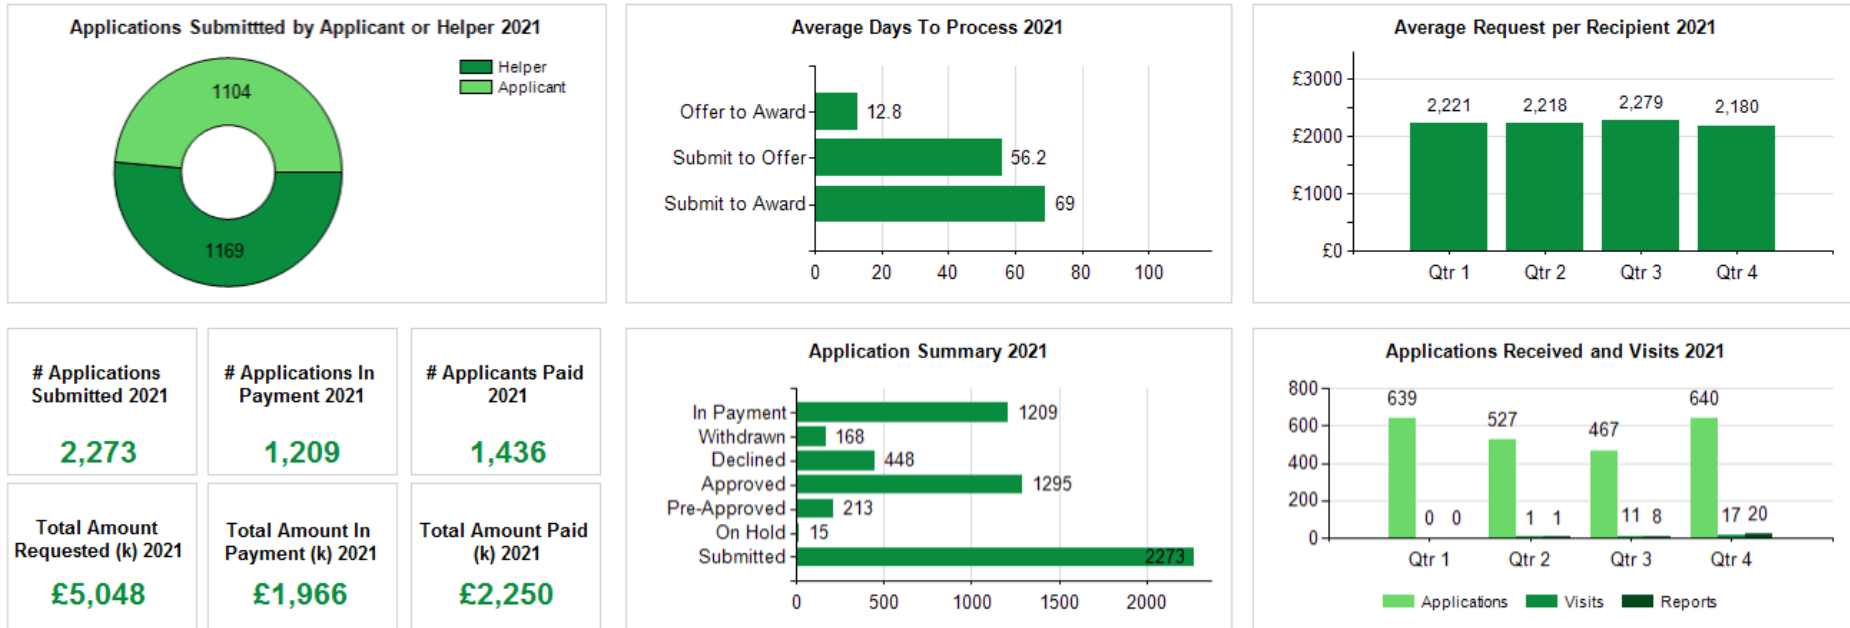 Applications Submittted by Applicant or Helper 2021
Helper
Applicant
1104
1169
Average Days To Process 2021
Offer to Award
12.8
Submit to Offer
56.2
Submit to Award
69
0 20 40 60 80 100
Average Request per Recipient 2021
£3000
£2000
£1000
£0
2,221 2,218 2,279 2,180
Qtr 1 Qtr 2 Qtr 3 Qtr 4
# Applications
Submitted 2021
2,273
# Applications In
Payment 2021
1,209
# Applicants Paid
2021
1,436
Total Amount
Requested (k) 2021
£5,048
Total Amount In
Payment (k) 2021
£1,966
Total Amount Paid
(k) 2021
£2,250
Application Summary 2021
In Payment 1209
Withdrawn 168
Declined 448
Approved 1295
Pre-Approved 213
On Hold 15
Submitted 2273
0 500 1000 1500 2000
Applications Received and Visits 2021
800
600
400
200
0
639 0 0
527 1 1
467 11 8
640 17 20
Qtr 1 Qtr 2 Qtr 3 Qtr 4
Applications Visits Reports